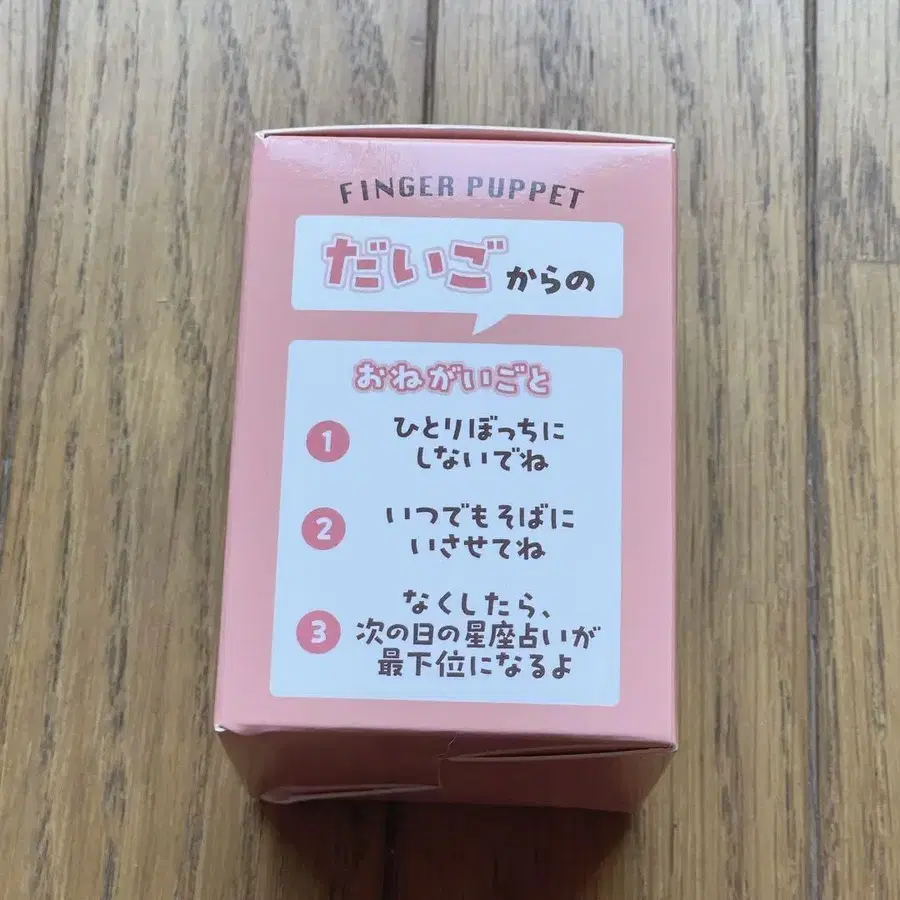 FINGER PUPPET
だいごからの
おねがいごと
1 ひとりぼっちに
しないでね
2 いつでもそばに
いさせてね
3 なくしたら、
次の日の星座占いが
最下位になるよ